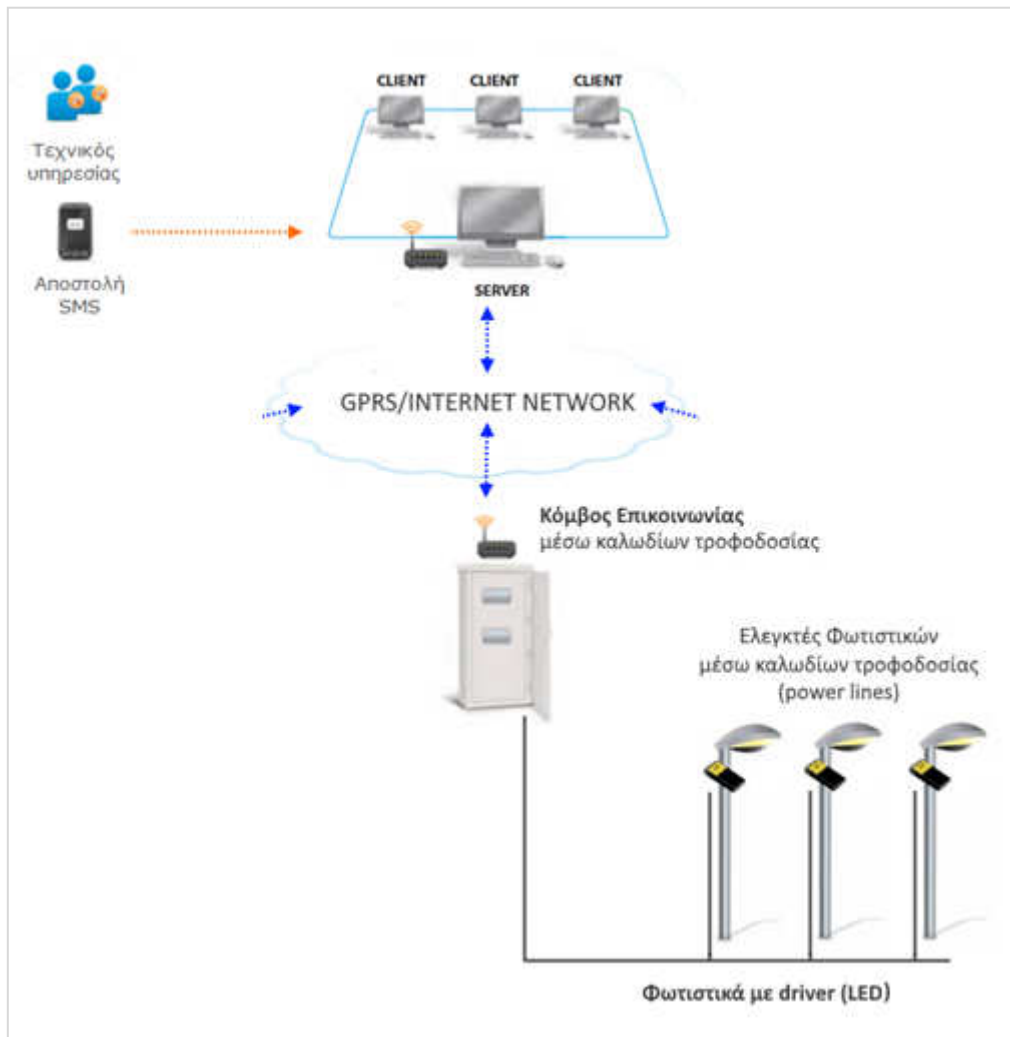 CLIENT CLIENT CLIENT
Τεχνικός
υπηρεσίας
Αποστολή
SMS
SERVER
GPRS/INTERNET NETWORK
Κόμβος Επικοινωνίας
μέσω καλωδίων τροφοδοσίας
Ελεγκτές Φωτιστικών
μέσω καλωδίων τροφοδοσίας
(power lines)
Φωτιστικά με driver (LED)